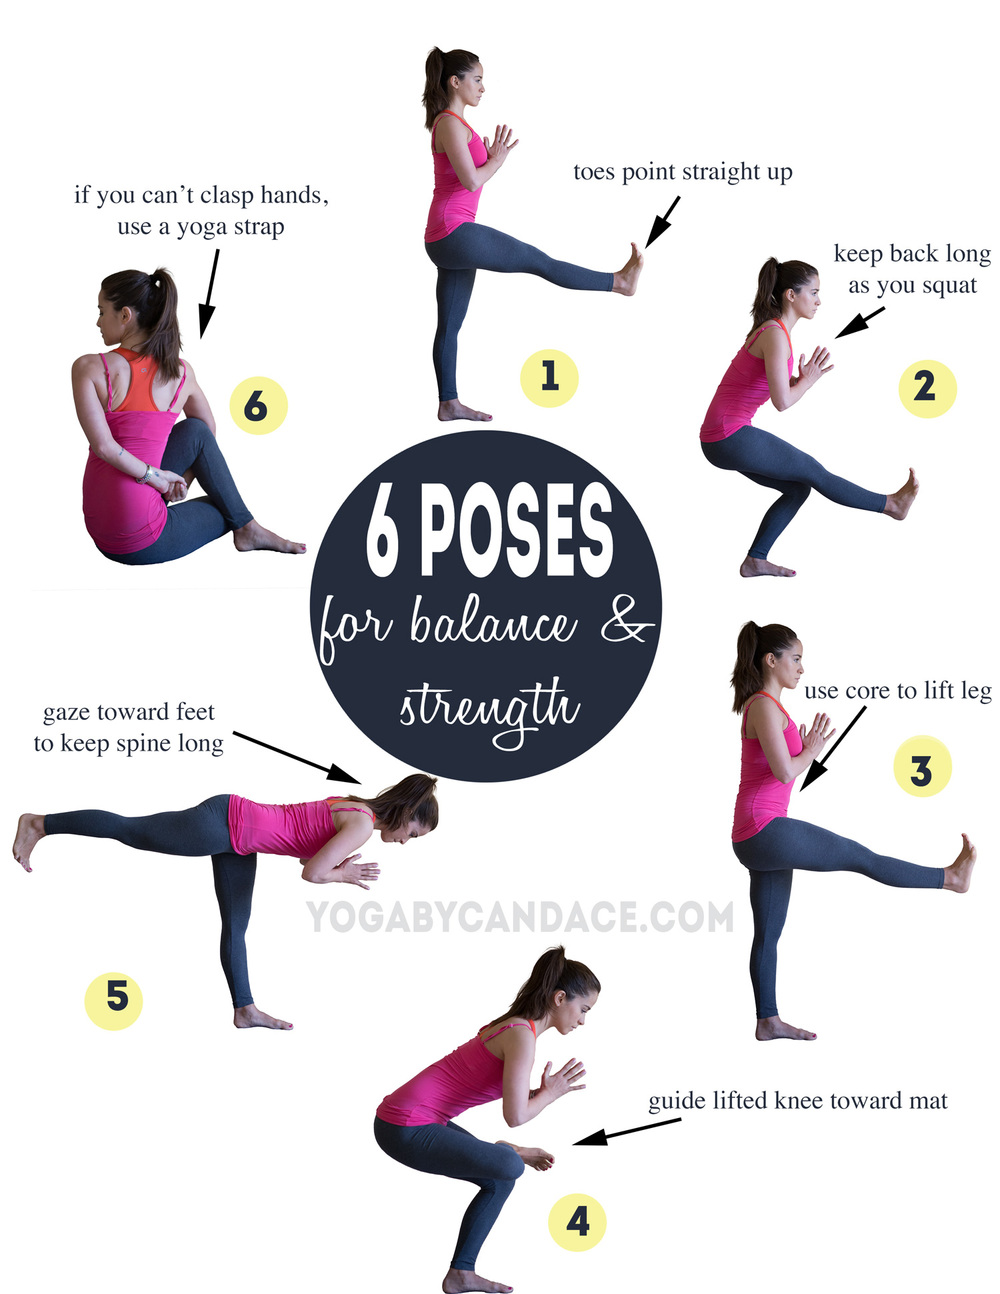 6 POSES
for balance &
strength
toes point straight up
1
keep back long
as you squat
2
use core to lift leg
3
guide lifted knee toward mat
4
gaze toward feet
to keep spine long
5
if you can't clasp hands,
use a yoga strap
6
YOGABYCANDACE.COM